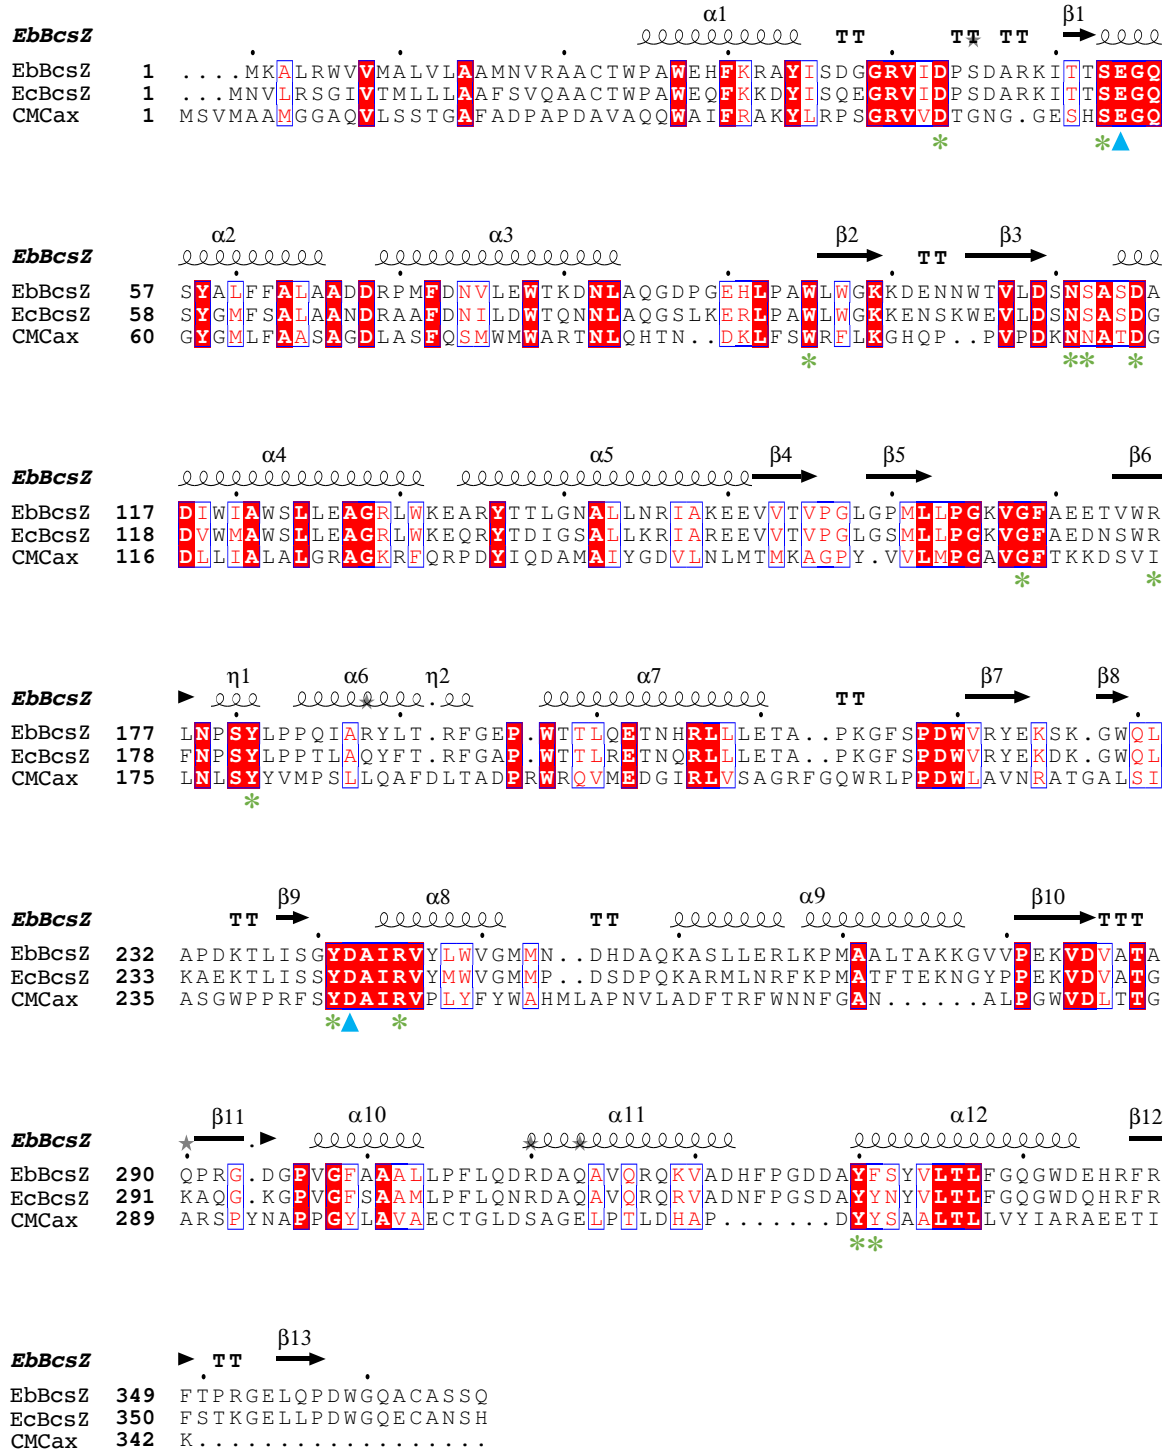 α1 β1
EbBcsZ TT TT TT
EbBcsZ 1 ....MKALRWVVMALVLAAMNVRAACTWPAWEHFKRAYISDGGRVIDPSDARKITTSEGQ
EcBcsZ 1 ...MNVLRSGIVTMLLLAAFSVQAACTWPAWEQFKKDYISQEGRVIDPSDARKITTSEGQ
CMCax 1 MSVMAAMGGAQVLSSTGAFADPAPDAVAQQWAIFRAKYLRPSGRVVDTGNG.GESHSEGQ
α2 α3 β2 β3
EbBcsZ TT
EbBcsZ 57 SYALFFALAADDRPMFDNVLEWTKDNLAQGDPGEHLPAWLWGKKDENNWTVLDSNSASDA
EcBcsZ 58 SYGMFSALAANDRAAFDNILDWTQNNLAQGSLKERLPAWLWGKKENSKWEVLDSNSASDG
CMCax 60 GYGMLFAASAGDLASFQSMWMWARTNLQHTN..DKLFSWRFLKGHQP..PVPDKNNATDG
α4 α5 β4 β5 β6
EbBcsZ
EbBcsZ 117 DIWIAWSLLEAGRLWKEARYTTLGNALLNRIAKEEVVTVPGLGPMLLPGKVGFAEETVWR
EcBcsZ 118 DVWMAWSLLEAGRLWKEQRYTDIGSALLKRIAREEVVTVPGLGSMLLPGKVGFAEDNSWR
CMCax 116 DLLIALALGRAGKRFQRPDYIQDAMAIYGDVLNLMTMKAGPY.VVLMPGAVGFTKKDSVI
η1 α6 η2 α7 β7 β8
EbBcsZ . TT
EbBcsZ 177 LNPSYLPPQIARYLT.RFGEP.WTTLQETNHRLLLETA..PKGFSPDWVRYEKSK.GWQL
EcBcsZ 178 FNPSYLPPTLAQYFT.RFGAP.WTTLRETNQRLLLETA..PKGFSPDWVRYEKDK.GWQL
CMCax 175 LNLSYYVMPSLLQAFDLTADPRWRQVMEDGIRLVSAGRFGQWRLPPDWLAVNRATGALSI
β9 α8 α9 β10
EbBcsZ TT TT TTT
EbBcsZ 232 APDKTLISGYDAIRVYLWVGMMN..DHDAQKASLLERLKPMAALTAKKGVVPEKVDVATA
EcBcsZ 233 KAEKTLISSYDAIRVYMWVGMMP..DSDPQKARMLNRFKPMATFTEKNGYPPEKVDVATG
CMCax 235 ASGWPPRFSYDAIRVPLYFYWAHMLAPNVLADFTRFWNNFGAN......ALPGWVDLTTG
β11 α10 α11 α12 β12
EbBcsZ .
EbBcsZ 290 QPRG.DGPVGFAAALLPFLQDRDAQAVQRQKVADHFPGDDAYFSYVLTLFGQGWDEHRFR
EcBcsZ 291 KAQG.KGPVGFSAAMLPFLQNRDAQAVQRQRVADNFPGSDAYYNYVLTLFGQGWDQHRFR
CMCax 289 ARSPYNAPPGYLAVAECTGLDSAGELPTLDHAP.......DYYSAALTLLVYIARAEETI
β13
EbBcsZ TT
EbBcsZ 349 FTPRGELQPDWGQACASSQ
EcBcsZ 350 FSTKGELLPDWGQECANSH
CMCax 342 K..................